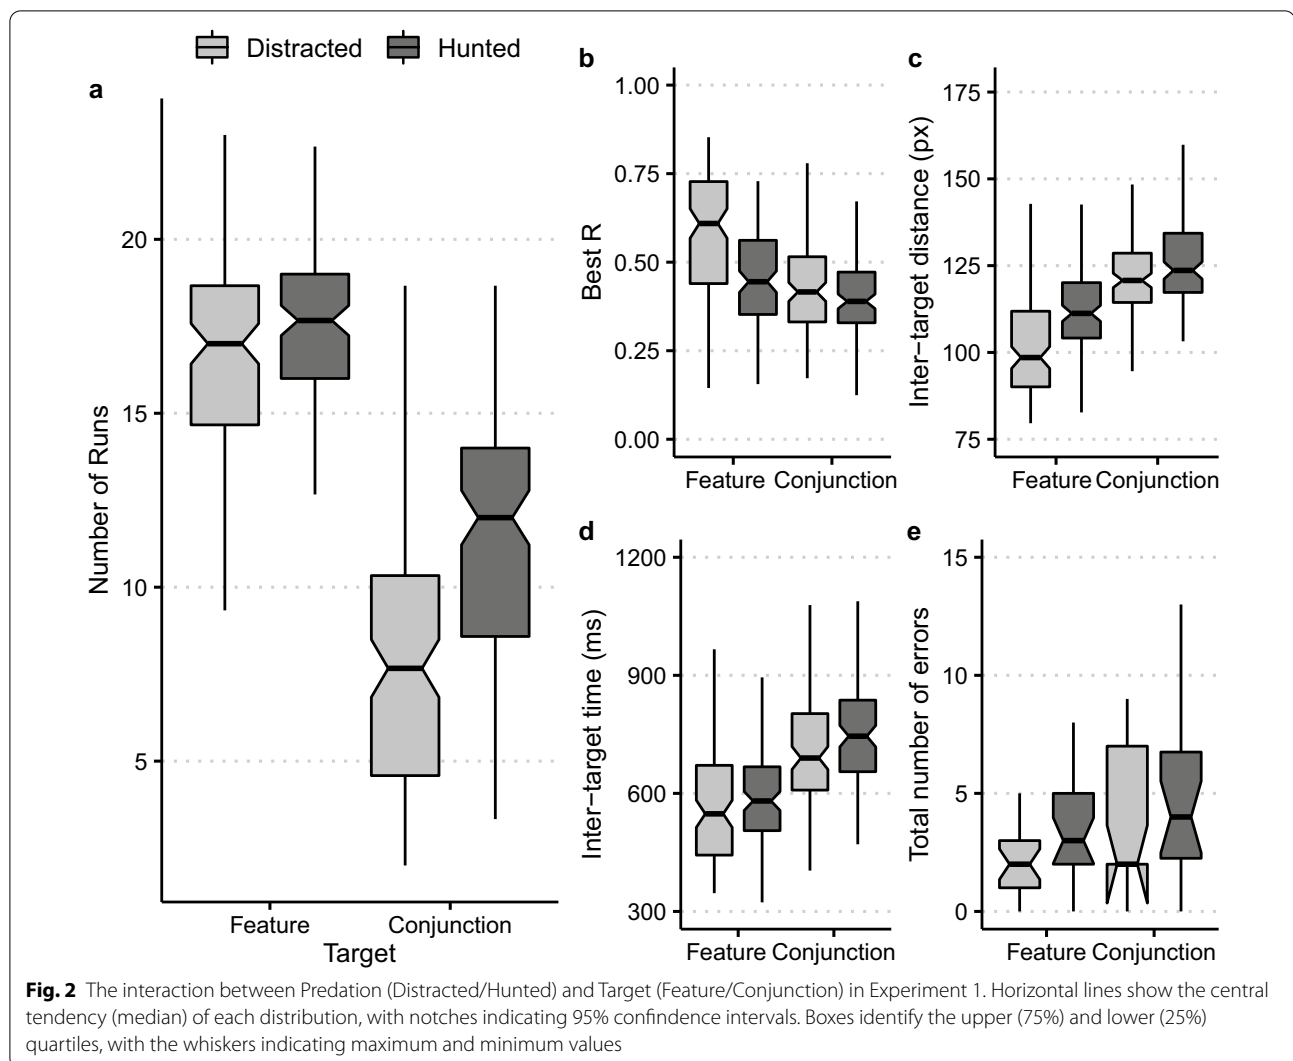 Distracted Hunted
a
Number of Runs
20
15
10
5
Feature Conjunction
Target
b
Best R
1.00
0.75
0.50
0.25
0.00
Feature Conjunction
c
Inter-target distance (px)
175
150
125
100
75
Feature Conjunction
d
Inter-target time (ms)
1200
900
600
300
Feature Conjunction
e
Total number of errors
15
10
5
0
Feature Conjunction
Fig. 2 The interaction between Predation (Distracted/Hunted) and Target (Feature/Conjunction) in Experiment 1. Horizontal lines show the central
tendency (median) of each distribution, with notches indicating 95% confindence intervals. Boxes identify the upper (75%) and lower (25%)
quartiles, with the whiskers indicating maximum and minimum values